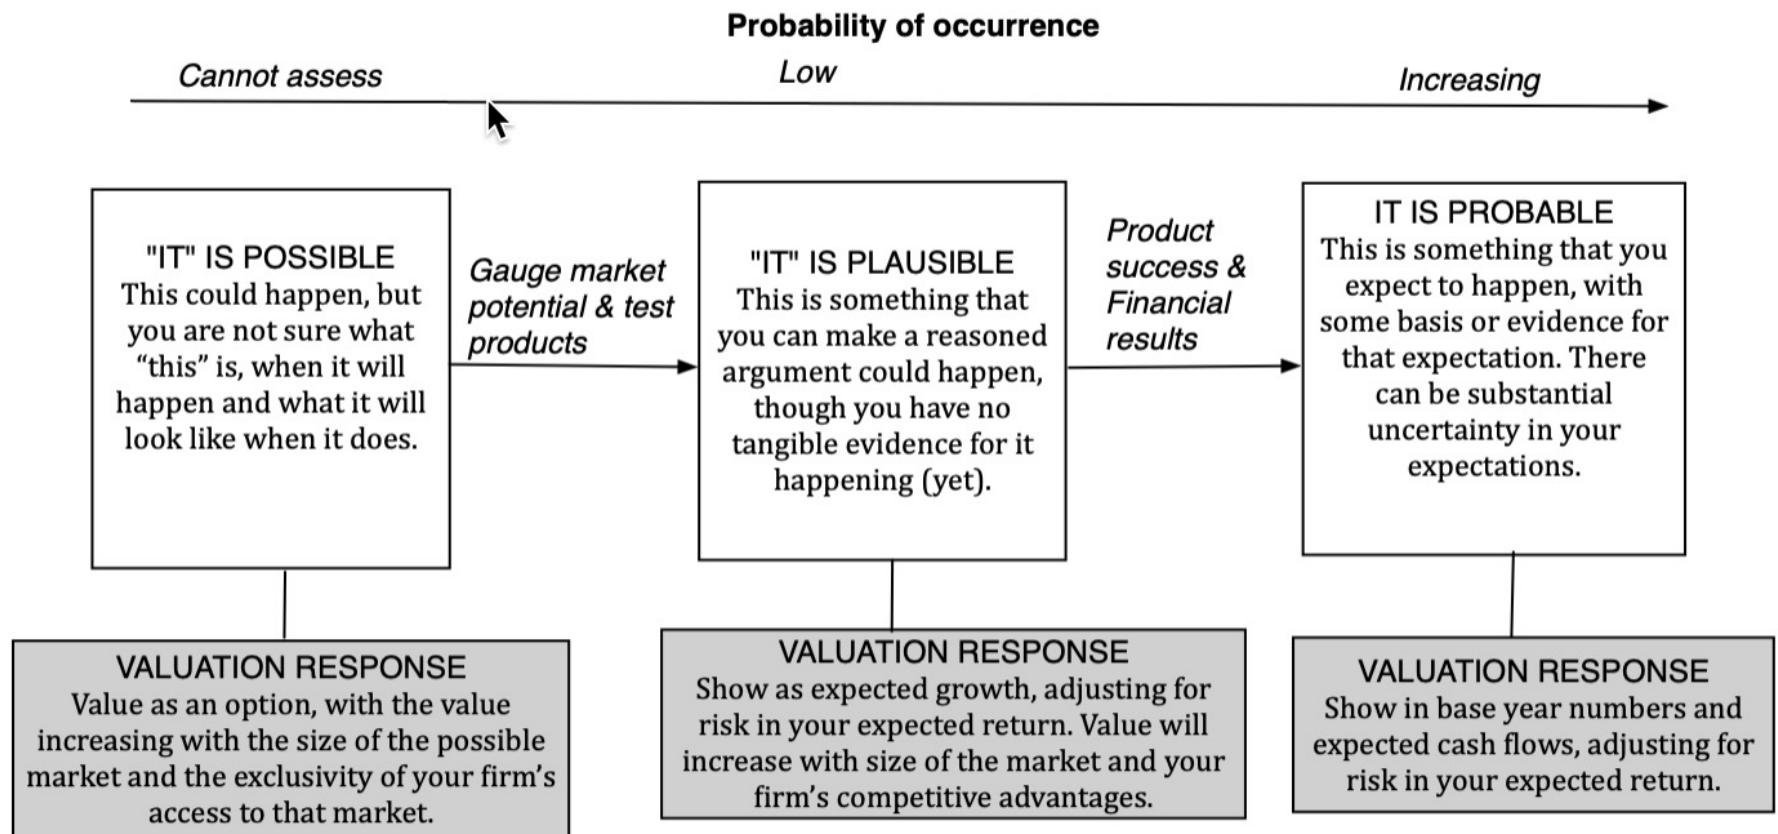 Probability of occurrence
Cannot assess
Low
Increasing
"IT" IS POSSIBLE
This could happen, but
you are not sure what
“this” is, when it will
happen and what it will
look like when it does.
Gauge market
potential & test
products
"IT" IS PLAUSIBLE
This is something that
you can make a reasoned
argument could happen,
though you have no
tangible evidence for it
happening (yet).
Product
success &
Financial
results
IT IS PROBABLE
This is something that you
expect to happen, with
some basis or evidence for
that expectation. There
can be substantial
uncertainty in your
expectations.
VALUATION RESPONSE
Value as an option, with the value
increasing with the size of the possible
market and the exclusivity of your firm’s
access to that market.
VALUATION RESPONSE
Show as expected growth, adjusting for
risk in your expected return. Value will
increase with size of the market and your
firm’s competitive advantages.
VALUATION RESPONSE
Show in base year numbers and
expected cash flows, adjusting for
risk in your expected return.